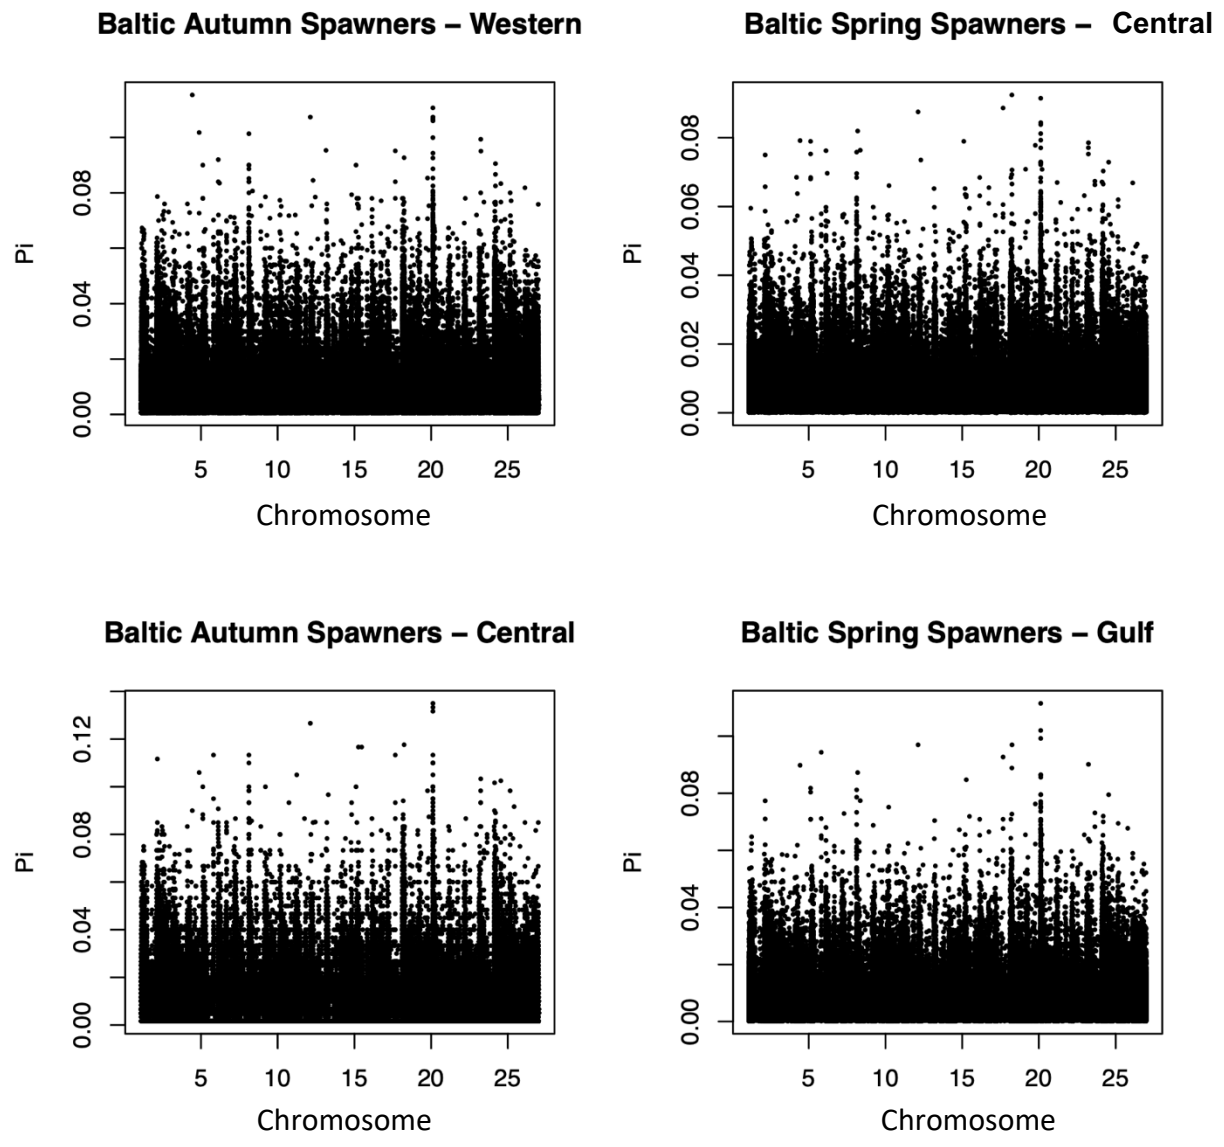 Baltic Autumn Spawners – Western
Pi
0.00 0.04 0.08
5 10 15 20 25
Chromosome
Baltic Spring Spawners – Central
Pi
0.00 0.02 0.04 0.06 0.08
5 10 15 20 25
Chromosome
Baltic Autumn Spawners – Central
Pi
0.00 0.04 0.08 0.12
5 10 15 20 25
Chromosome
Baltic Spring Spawners – Gulf
Pi
0.00 0.04 0.08
5 10 15 20 25
Chromosome